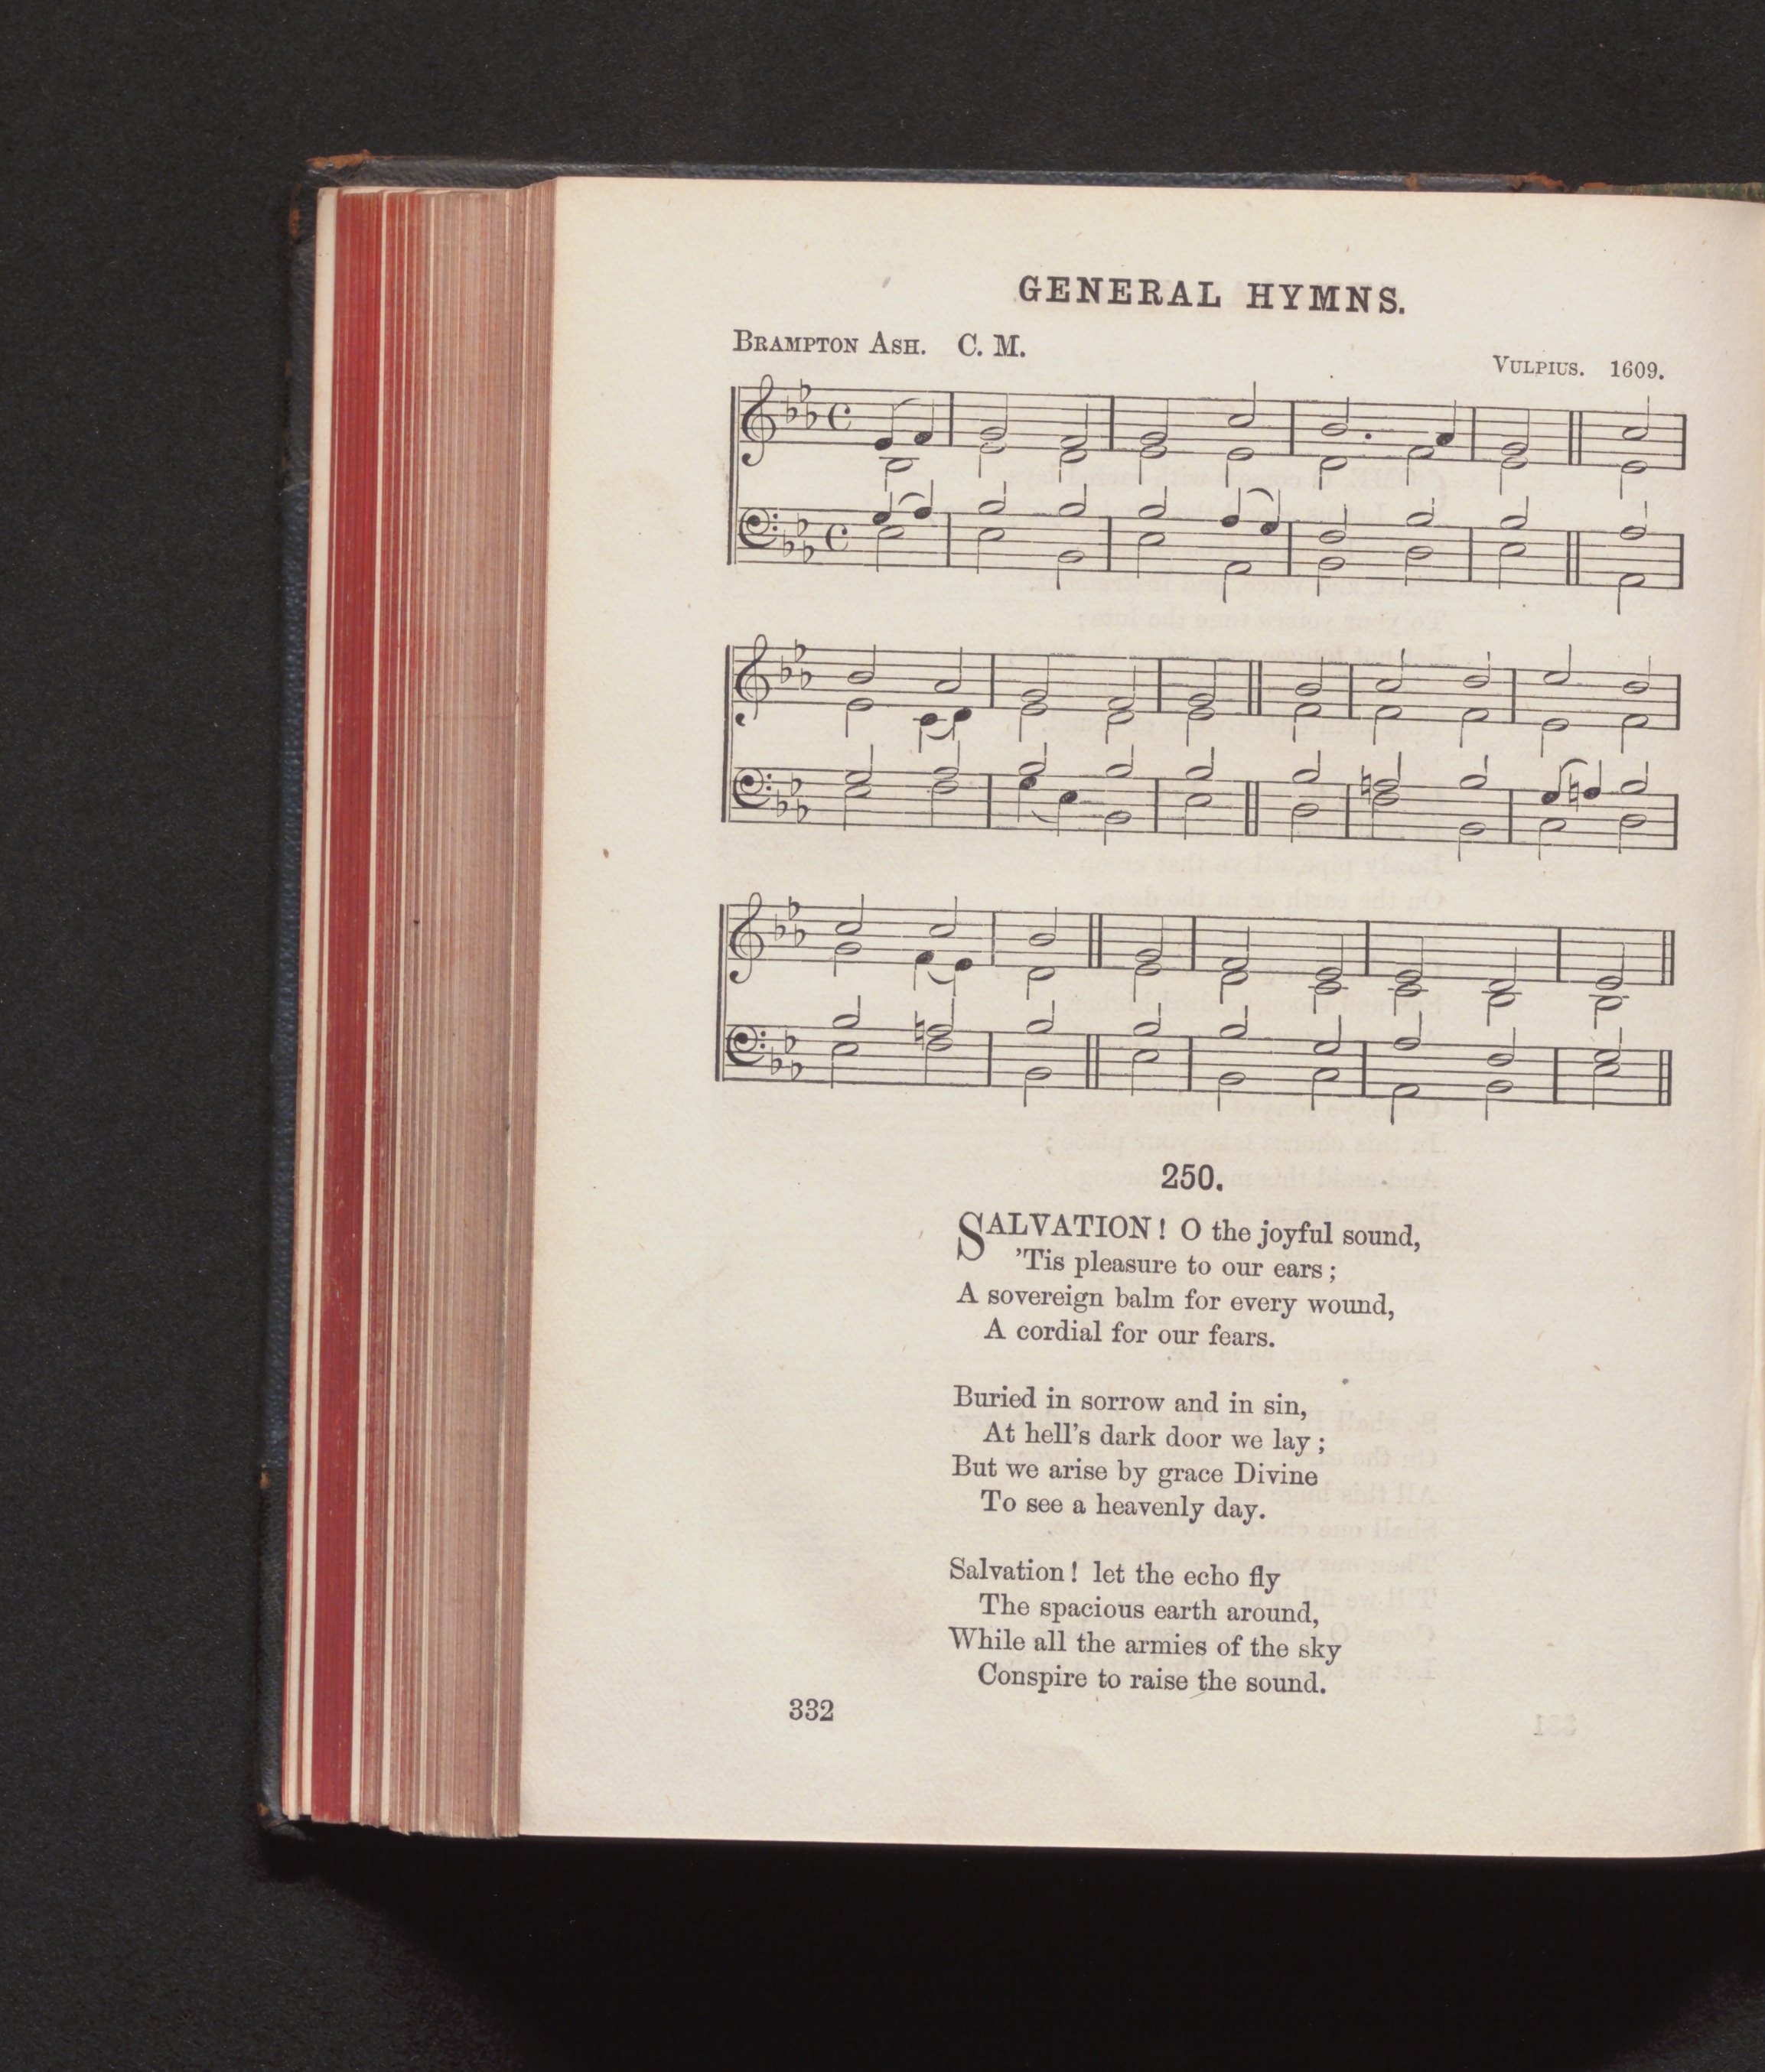 GENERAL HYMNS.
BRAMPTON ASH. C. M.
VULPIUS. 1609.
250.
SALVATION! O the joyful sound,
'Tis pleasure to our ears;
A sovereign balm for every wound,
A cordial for our fears.
Buried in sorrow and in sin,
At hell's dark door we lay;
But we arise by grace Divine
To see a heavenly day.
Salvation! let the echo fly
The spacious earth around,
While all the armies of the sky
Conspire to raise the sound.
332